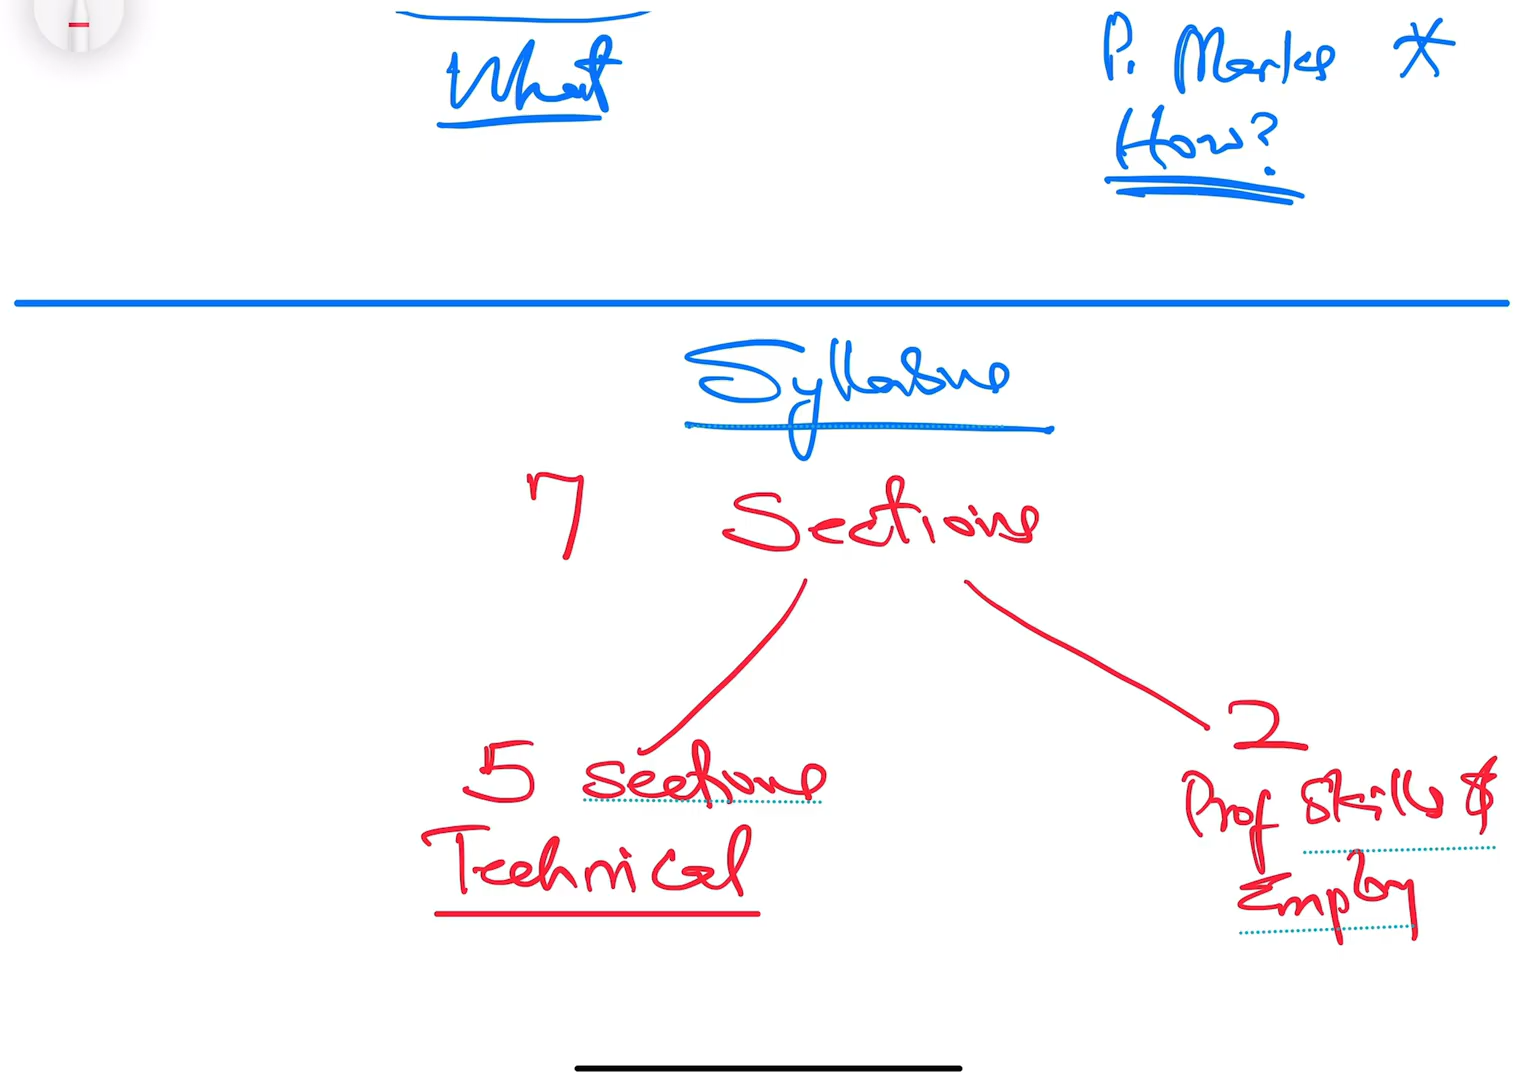 What
P. Marks *
How?
Syllabus
7 Sections
5 sections
Technical
2
Prof Skills &
Employ